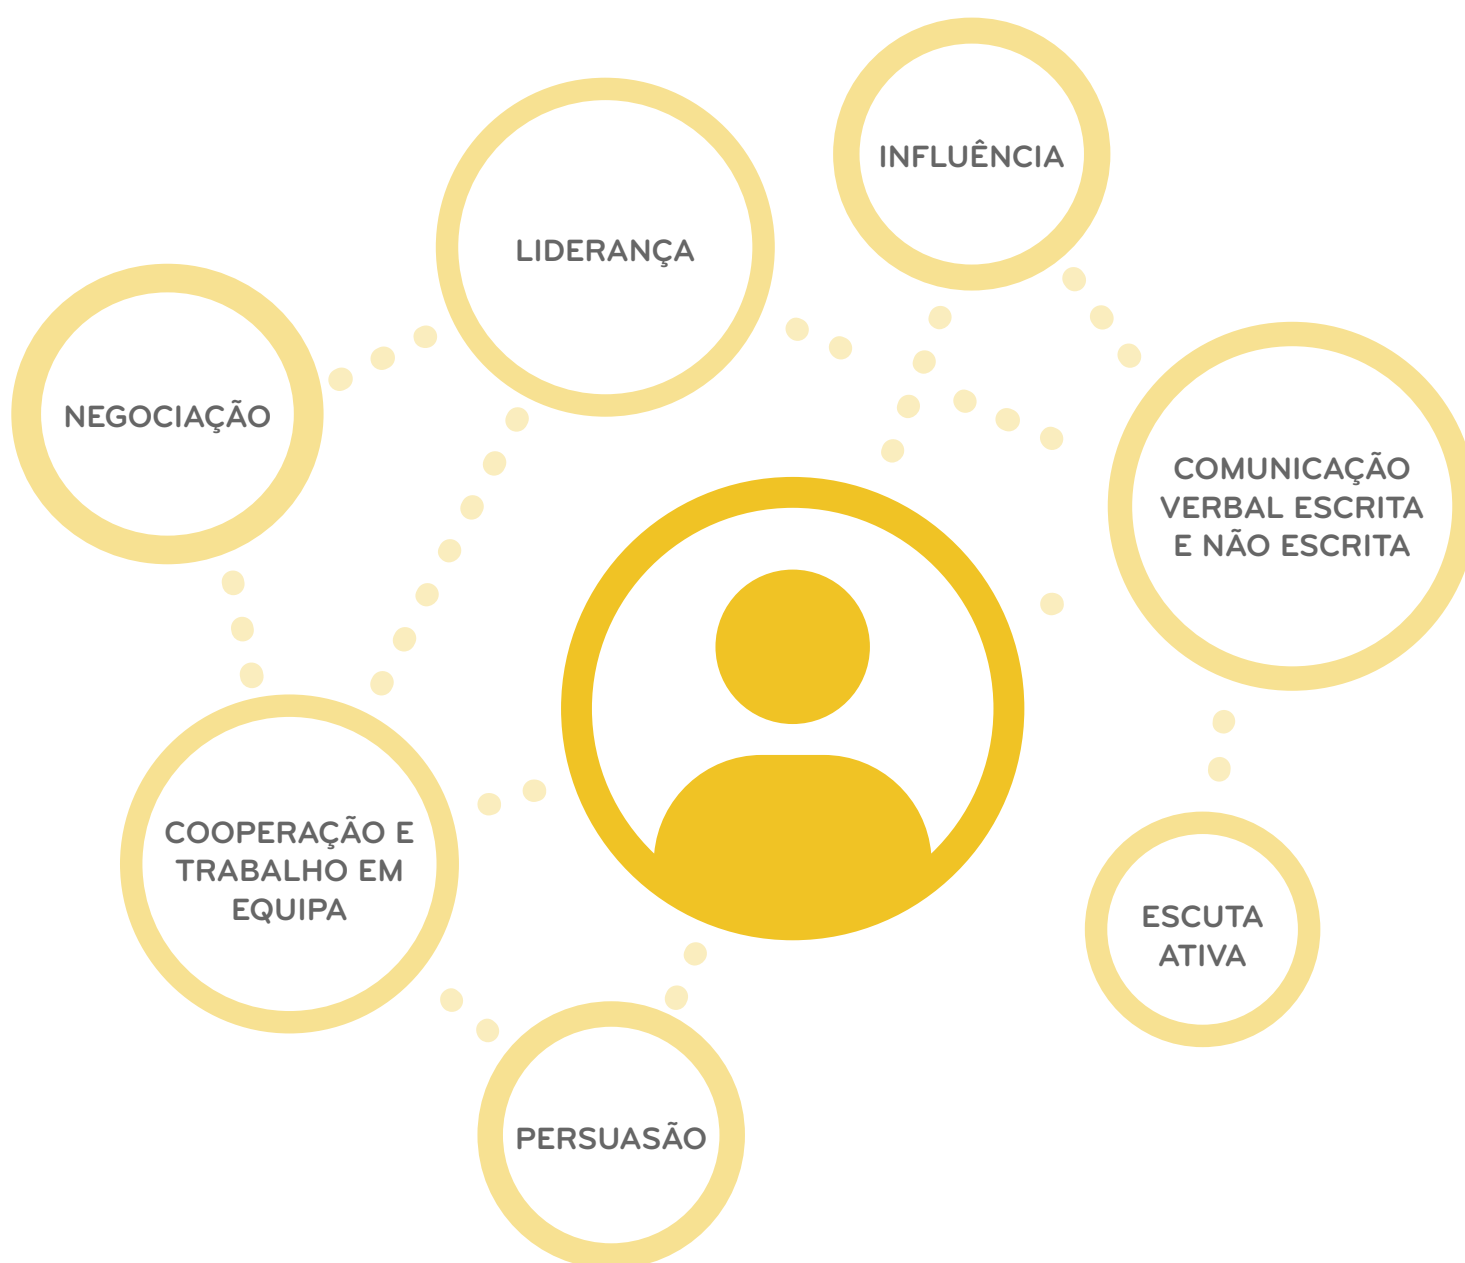 INFLUÊNCIA
LIDERANÇA
NEGOCIAÇÃO
COMUNICAÇÃO
VERBAL ESCRITA
E NÃO ESCRITA
COOPERAÇÃO E
TRABALHO EM
EQUIPA
ESCUTA
ATIVA
PERSUASÃO